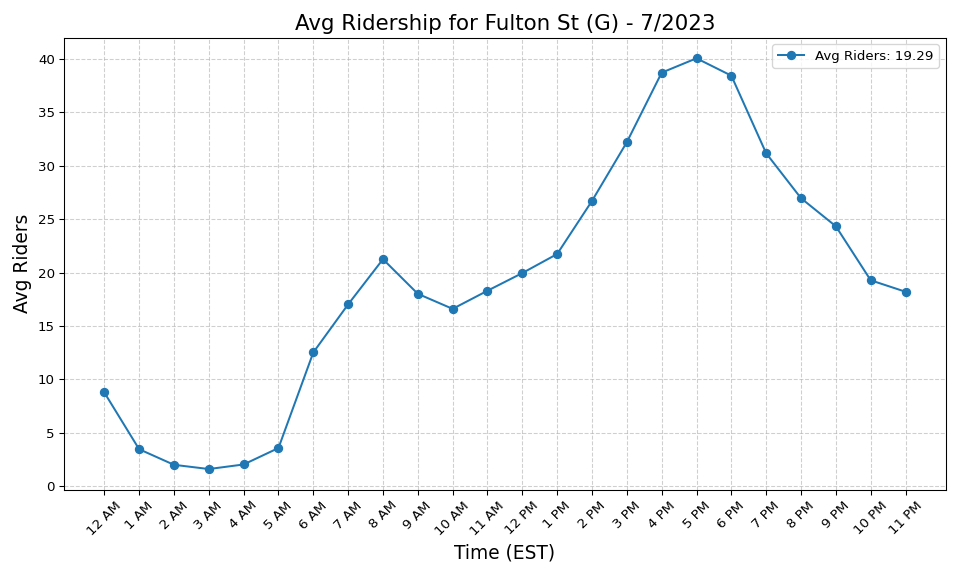 Avg Ridership for Fulton St (G) - 7/2023
Avg Riders: 19.29
Avg Riders
40
35
30
25
20
15
10
5
0
12 AM
1 AM
2 AM
3 AM
4 AM
5 AM
6 AM
7 AM
8 AM
9 AM
10 AM
11 AM
12 PM
1 PM
2 PM
3 PM
4 PM
5 PM
6 PM
7 PM
8 PM
9 PM
10 PM
11 PM
Time (EST)